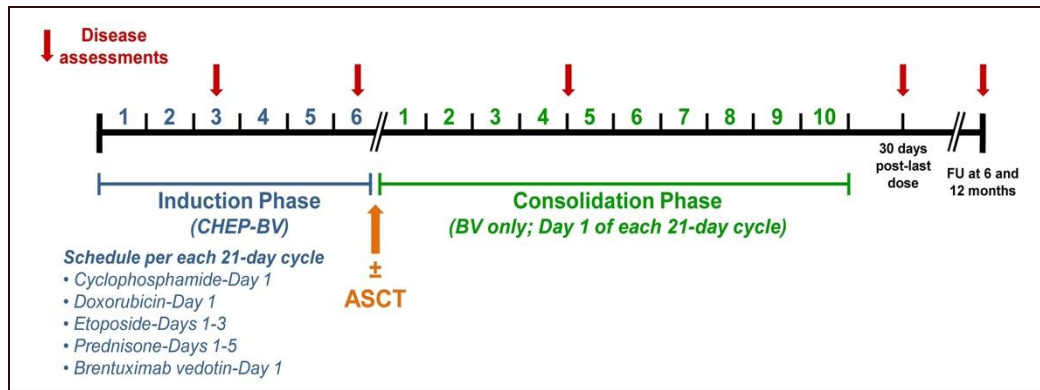 Disease
assessments
1 2 3 4 5 6 1 2 3 4 5 6 7 8 9 10
30 days
post-last
dose
FU at 6 and
12 months
Induction Phase
(CHEP-BV)
Consolidation Phase
(BV only; Day 1 of each 21-day cycle)
Schedule per each 21-day cycle
• Cyclophosphamide-Day 1
• Doxorubicin-Day 1
• Etoposide-Days 1-3
• Prednisone-Days 1-5
• Brentuximab vedotin-Day 1
±
ASCT